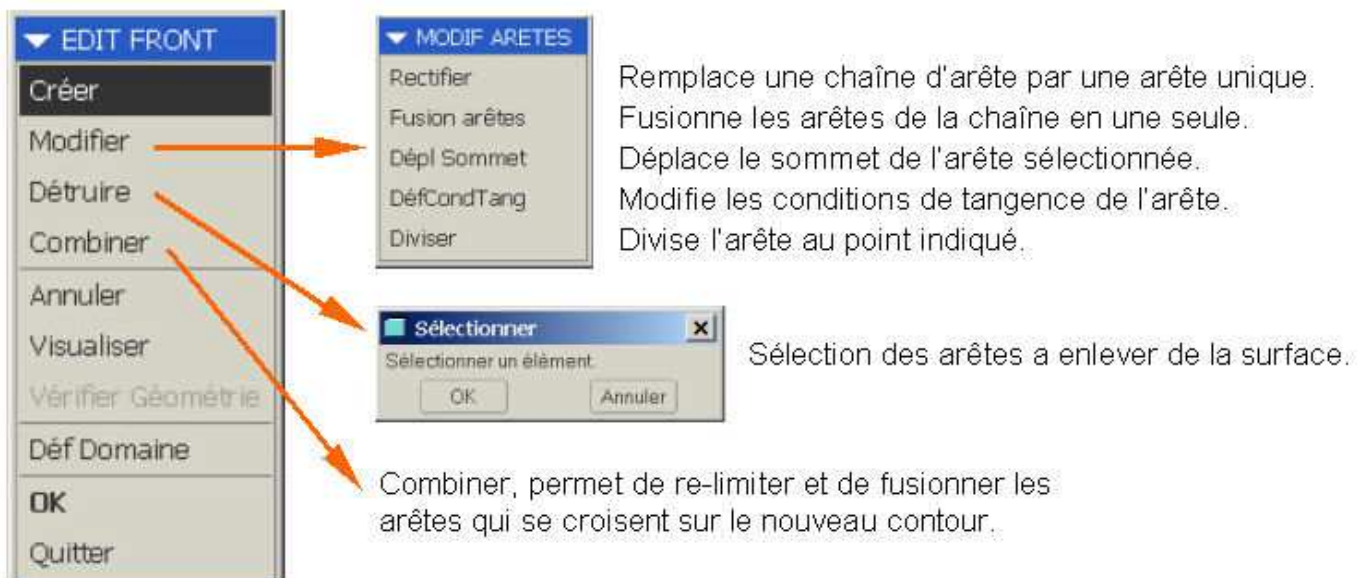 EDIT FRONT
Créer
Modifier
Détruire
Combiner
Annuler
Visualiser
Vérifier Géométrie
Déf Domaine
OK
Quitter
MODIF ARETES
Rectifier
Fusion arêtes
Dépl Sommet
DéfCondTang
Diviser
Remplace une chaîne d'arête par une arête unique.
Fusionne les arêtes de la chaîne en une seule.
Déplace le sommet de l'arête sélectionnée.
Modifie les conditions de tangence de l'arête.
Divise l'arête au point indiqué.
Sélectionner
Sélectionner un élément.
OK Annuler
Sélection des arêtes a enlever de la surface.
Combiner, permet de re-limiter et de fusionner les
arêtes qui se croisent sur le nouveau contour.